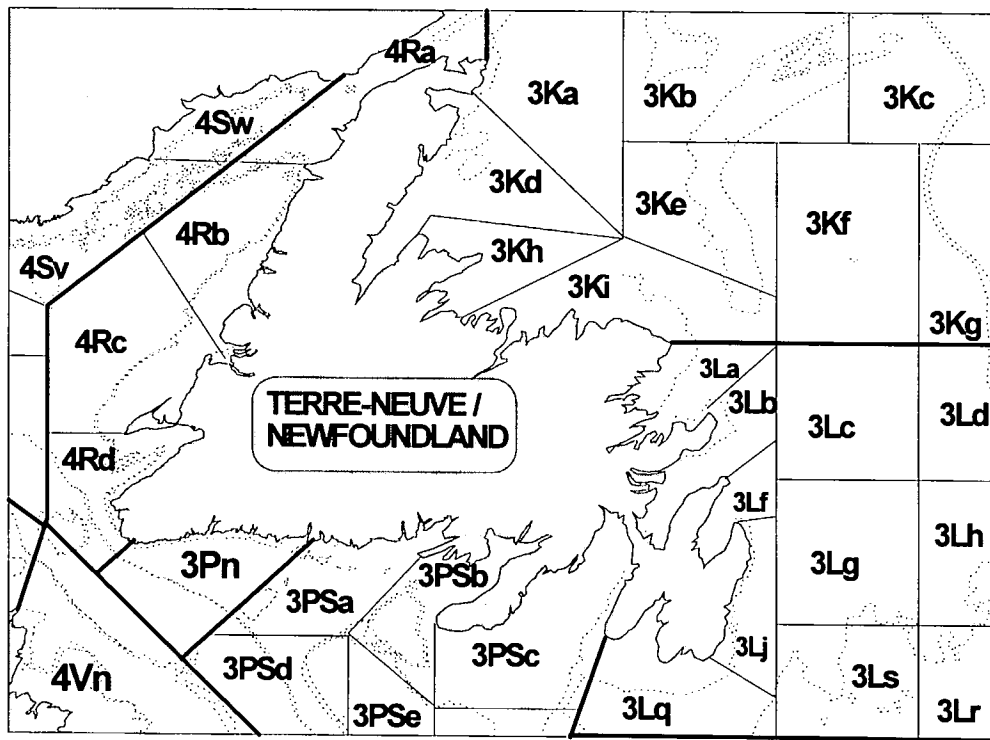 4Ra
3Ka
3Kb
3Kc
4Sw
3Kd
3Ke
3Kf
4Rb
3Kh
4Sv
3Ki
3Kg
4Rc
3La
3Lb
3Lc
3Ld
TERRE-NEUVE /
NEWFOUNDLAND
4Rd
3Lf
3Lg
3Lh
3Pn
3PSa
3PSb
3PSc
3Lj
4Vn
3PSd
3PSe
3Lq
3Ls
3Lr